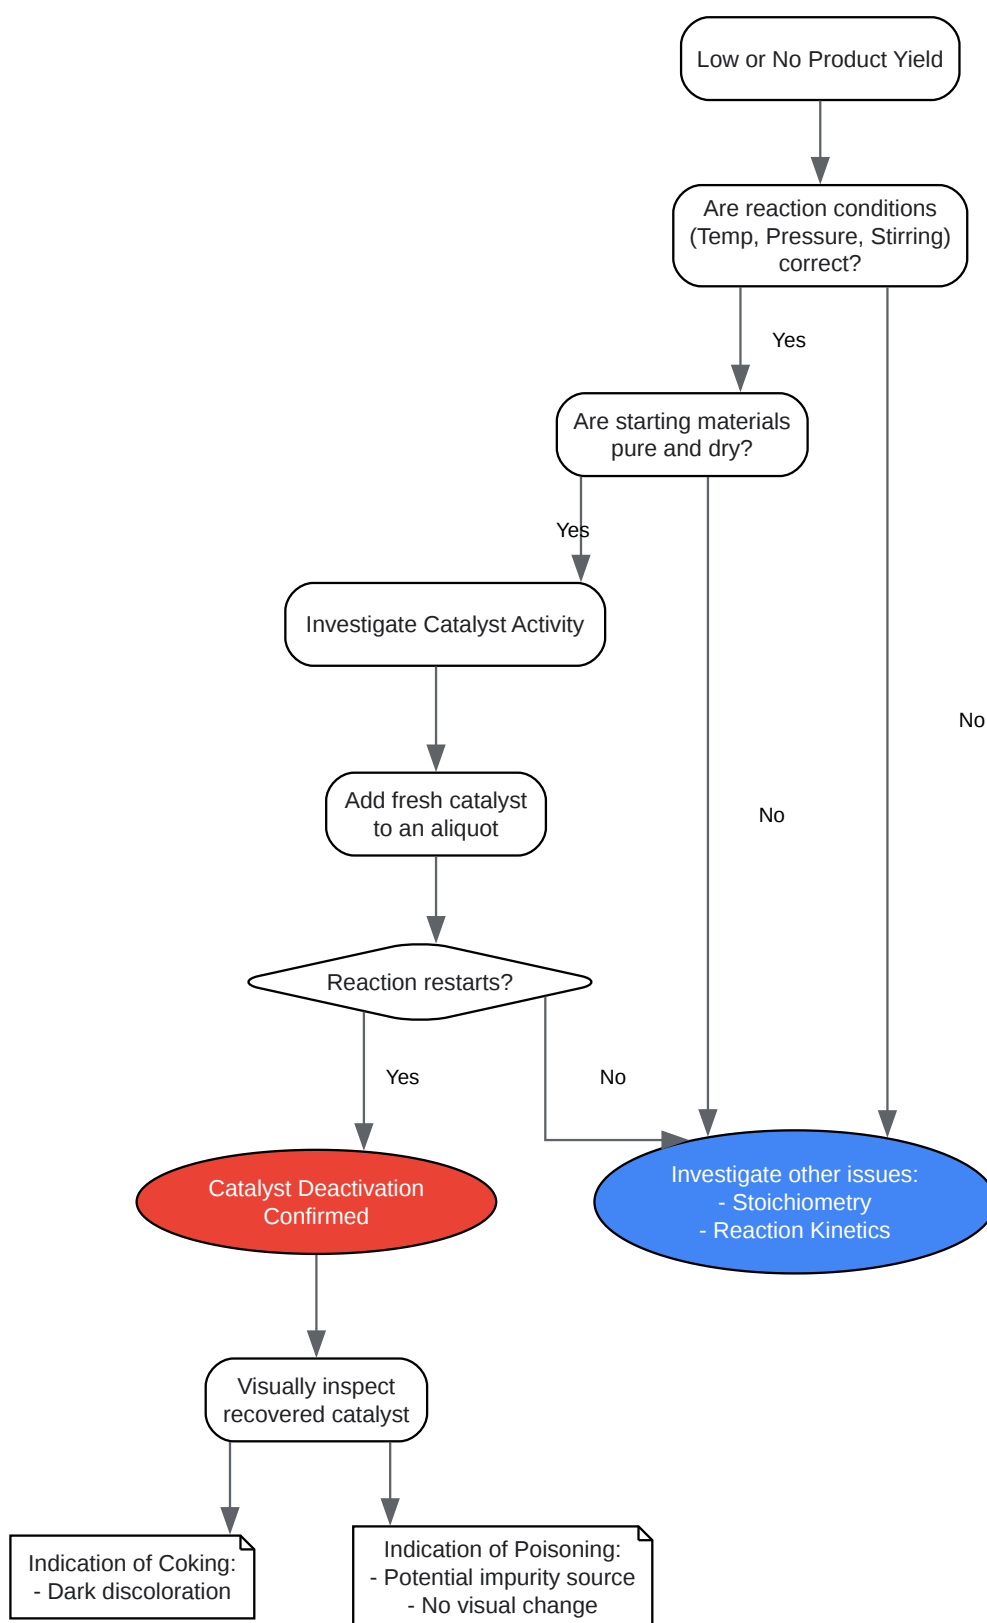 Low or No Product Yield
Are reaction conditions
(Temp, Pressure, Stirring)
correct?
Yes
Are starting materials
pure and dry?
Yes
Investigate Catalyst Activity
No
Add fresh catalyst
to an aliquot
No
Reaction restarts?
Yes
No
Catalyst Deactivation
Confirmed
Investigate other issues:
- Stoichiometry
- Reaction Kinetics
Visually inspect
recovered catalyst
Indication of Coking:
- Dark discoloration
Indication of Poisoning:
- Potential impurity source
- No visual change